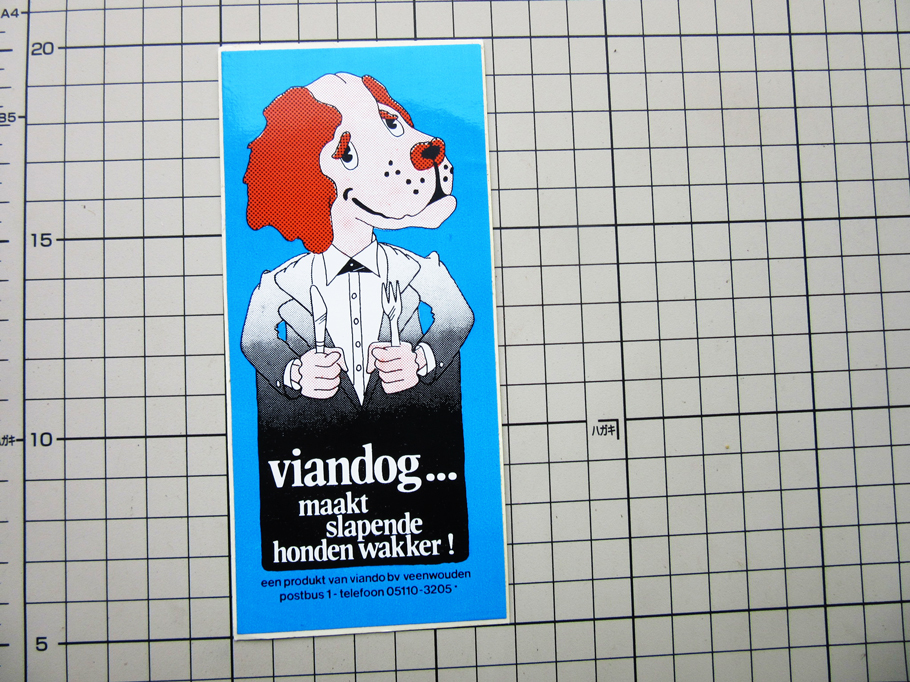 A4
20
B5
15
10
ハガキ
5
viandog...
maakt
slapende
honden wakker !
een produkt van viando bv veenwouden
postbus 1 - telefoon 05110-3205